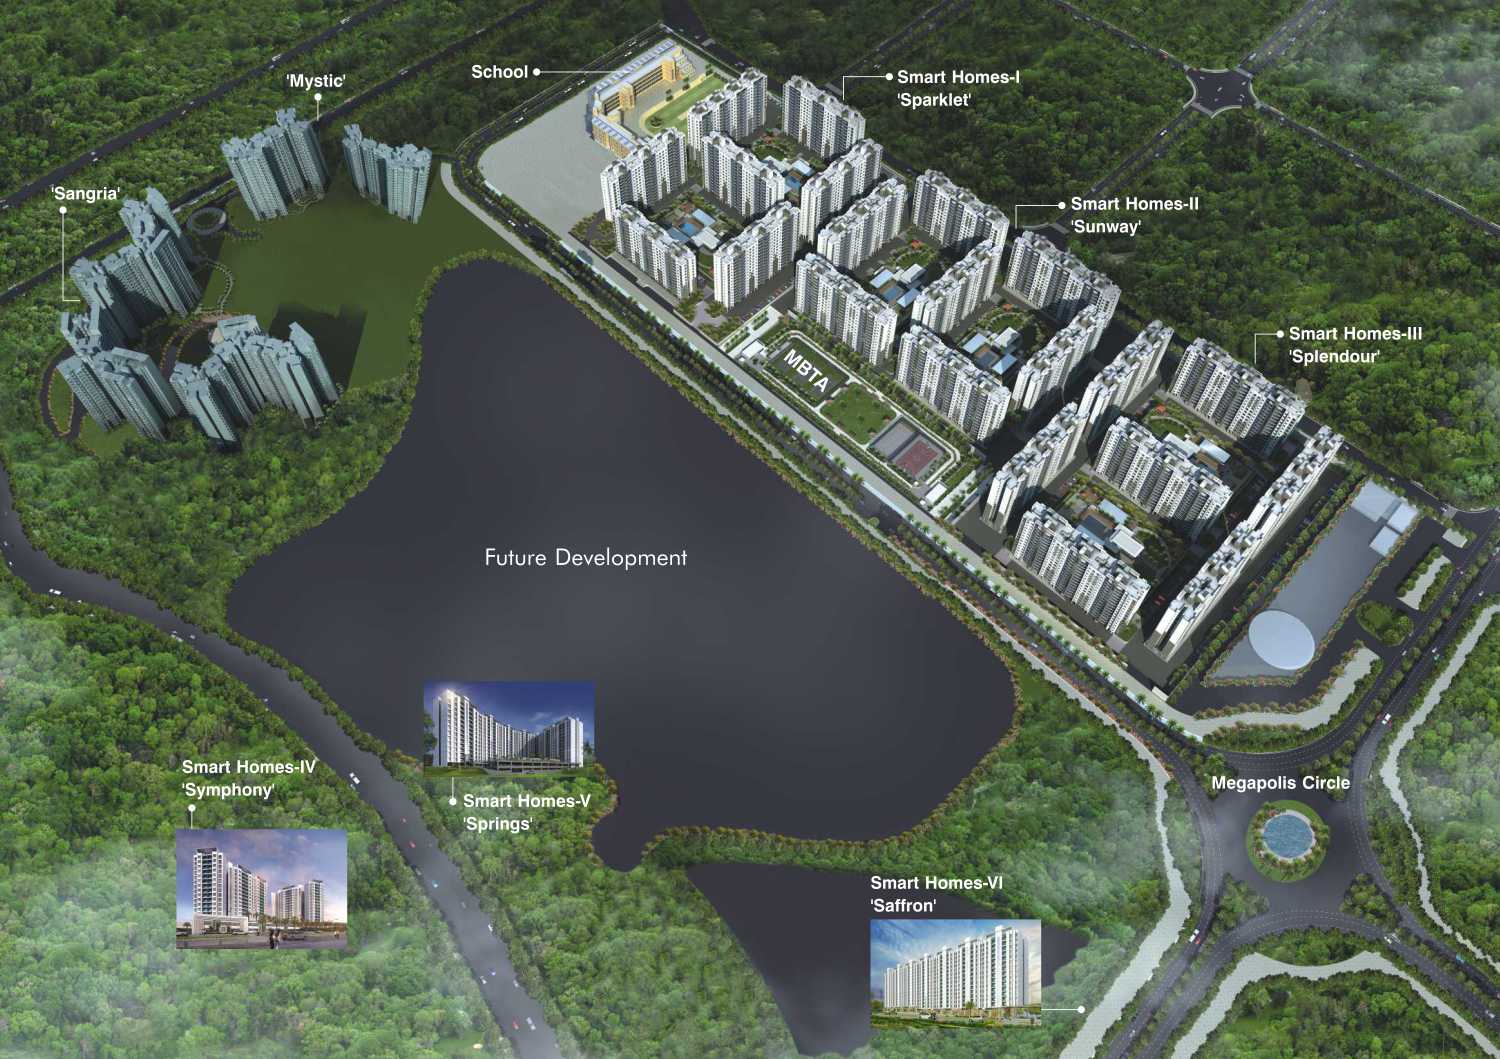 School
Smart Homes-I
'Sparklet'
'Mystic'
'Sangria'
Smart Homes-II
'Sunway'
Smart Homes-III
'Splendour'
MBTA
Future Development
Smart Homes-IV
'Symphony'
Smart Homes-V
'Springs'
Megapolis Circle
Smart Homes-VI
'Saffron'